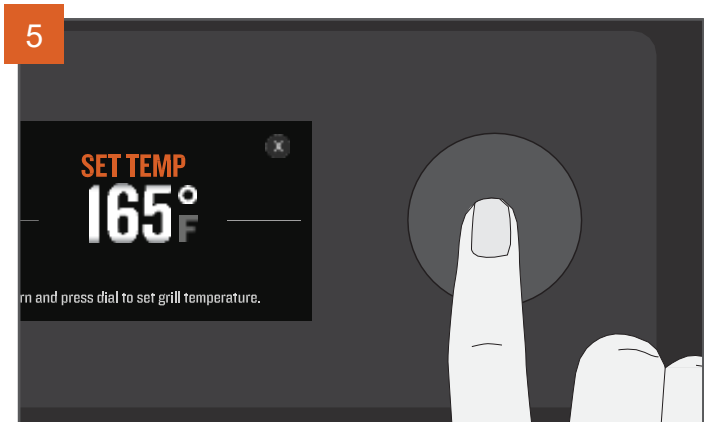 5
X
SET TEMP
165°
F
rn and press dial to set grill temperature.